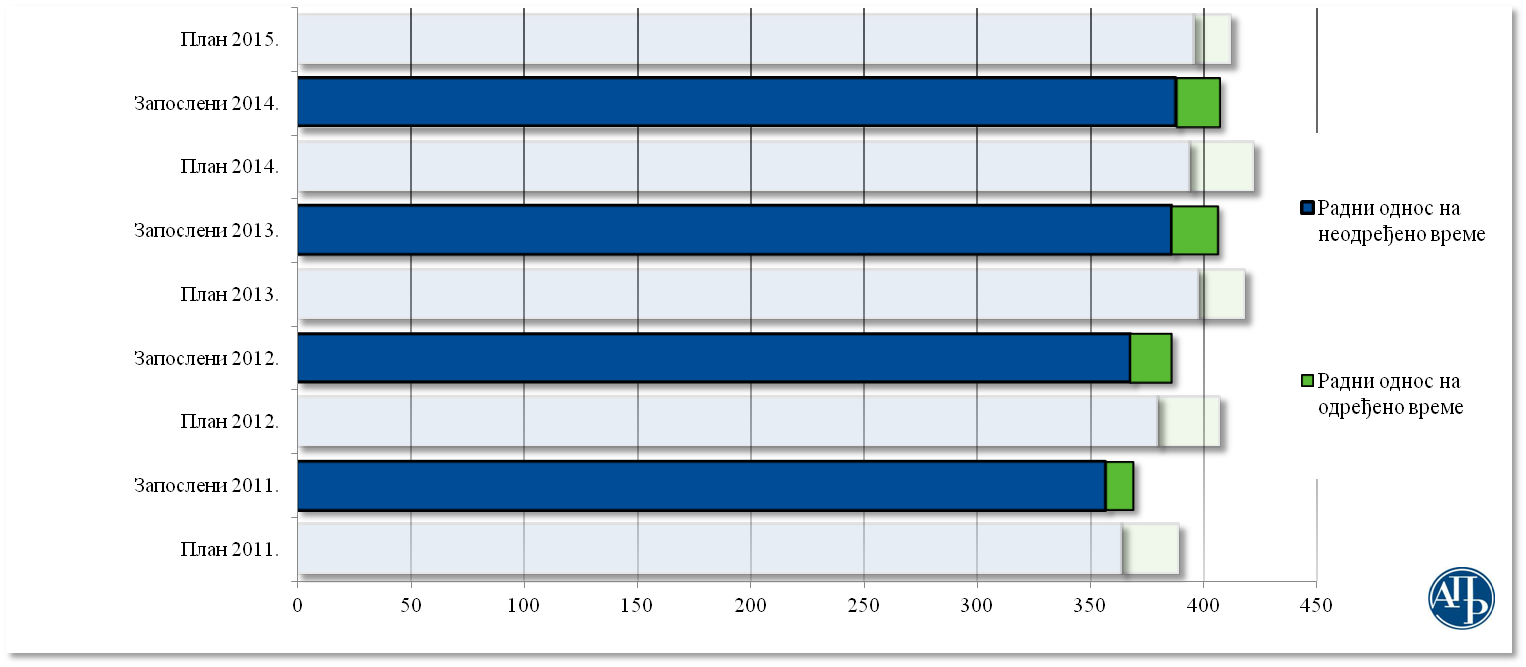 План 2015.
Запослени 2014.
План 2014.
Запослени 2013.
План 2013.
Запослени 2012.
План 2012.
Запослени 2011.
План 2011.
0 50 100 150 200 250 300 350 400 450
Радни однос на
неодређено време
Радни однос на
одређено време
АПР